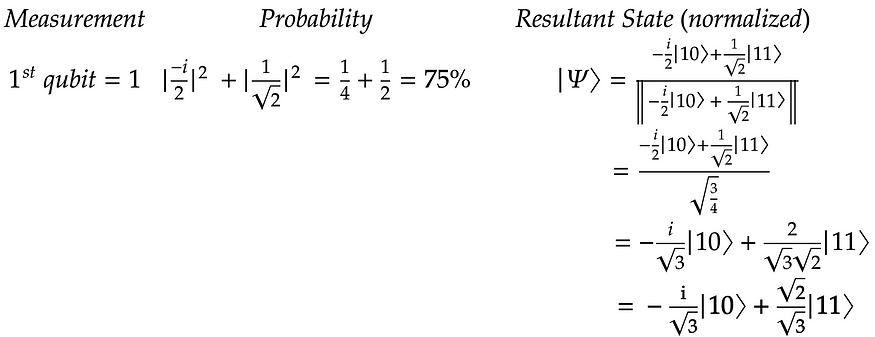 Measurement Probability Resultant State (normalized)
1ˢᵗ qubit = 1 |−i/2|² + |1/√2|² = 1/4 + 1/2 = 75% |Ψ⟩ = (−i/2|10⟩+1/√2|11⟩) / ‖−i/2|10⟩ + 1/√2|11⟩‖
= (−i/2|10⟩+1/√2|11⟩) / √(3/4)
= − i/√3|10⟩ + 2/(√3√2)|11⟩
= − i/√3|10⟩ + √2/√3|11⟩